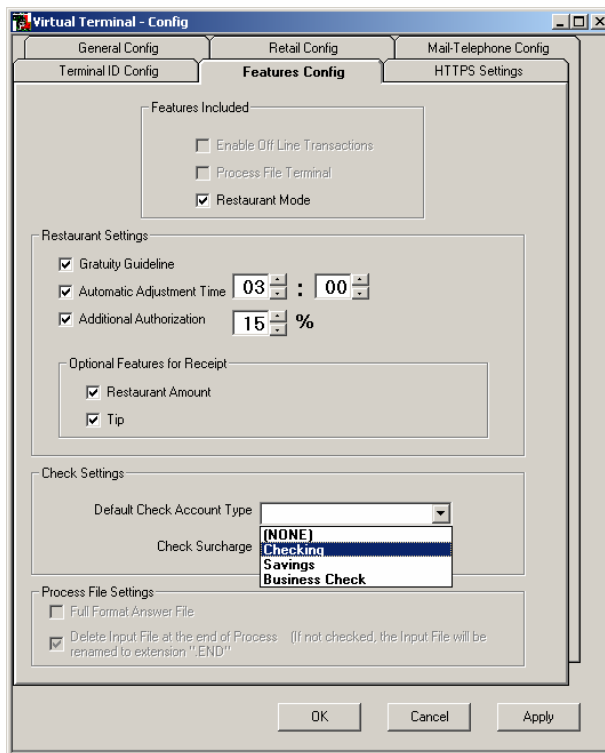 Virtual Terminal - Config
General Config
Retail Config
Mail-Telephone Config
Terminal ID Config
Features Config
HTTPS Settings
Features Included
Enable Off Line Transactions
Process File Terminal
Restaurant Mode
Restaurant Settings
Gratuity Guideline
Automatic Adjustment Time 03 : 00
Additional Authorization 15 %
Optional Features for Receipt
Restaurant Amount
Tip
Check Settings
Default Check Account Type
(NONE)
Check Surcharge Checking
Savings
Business Check
Process File Settings
Full Format Answer File
Delete Input File at the end of Process (If not checked, the Input File will be
renamed to extension ".END"
OK Cancel Apply